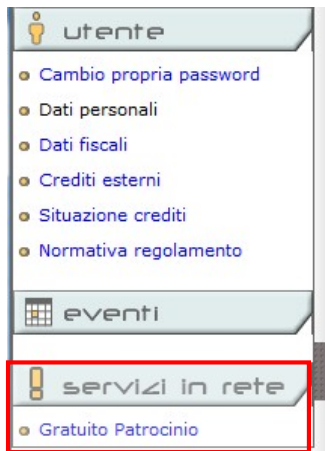 utente
Cambio propria password
Dati personali
Dati fiscali
Crediti esterni
Situazione crediti
Normativa regolamento
eventi
servizi in rete
Gratuito Patrocinio